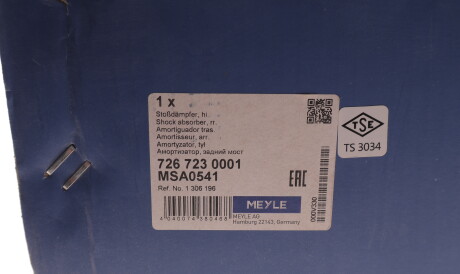 1 x
Stoßdämpfer, hi.
Shock absorber, rr.
Amortiguador tras.
Amortisseur, arr.
Amortyzator, tył
Амортизатор, задний мост
726 723 0001
MSA0541
Ref. No. 1 306 196
EAC
MEYLE
MEYLE AG
Hamburg 22143, Germany
TSE
TS 3034